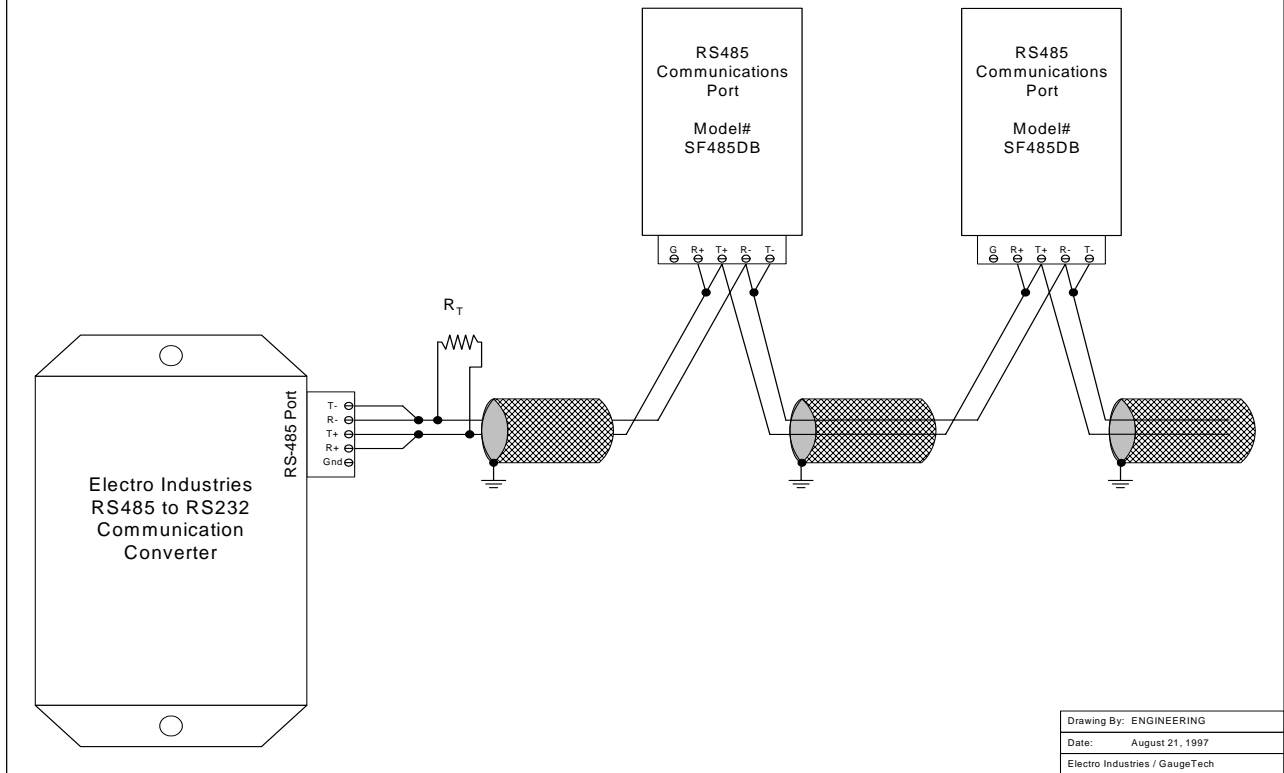 RS485
Communications
Port
Model#
SF485DB
G R+ T+ R- T-
RS485
Communications
Port
Model#
SF485DB
G R+ T+ R- T-
RT
RS-485 Port
T-
R-
T+
R+
Gnd
Electro Industries
RS485 to RS232
Communication
Converter
Drawing By: ENGINEERING
Date: August 21, 1997
Electro Industries / GaugeTech